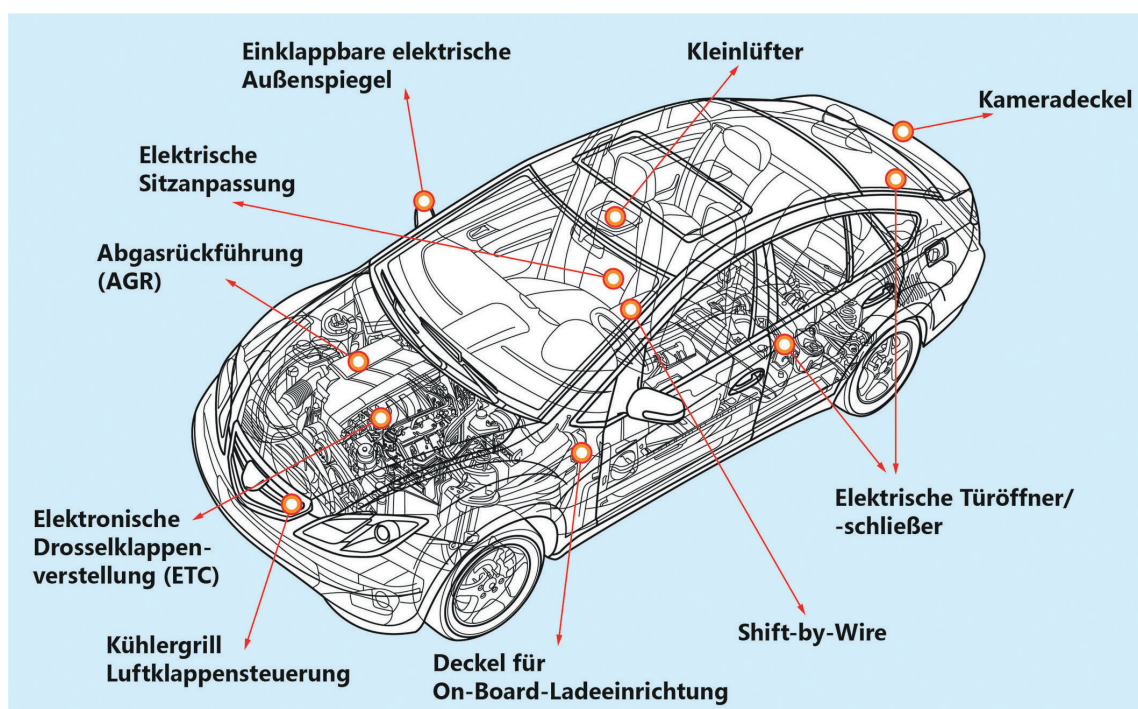 Einklappbare elektrische
Außenspiegel
Kleinlüfter
Kameradeckel
Elektrische
Sitzanpassung
Abgasrückführung
(AGR)
Elektronische
Drosselklappen-
verstellung (ETC)
Kühlergrill
Luftklappensteuerung
Deckel für
On-Board-Ladeeinrichtung
Shift-by-Wire
Elektrische Türöffner/
-schließer